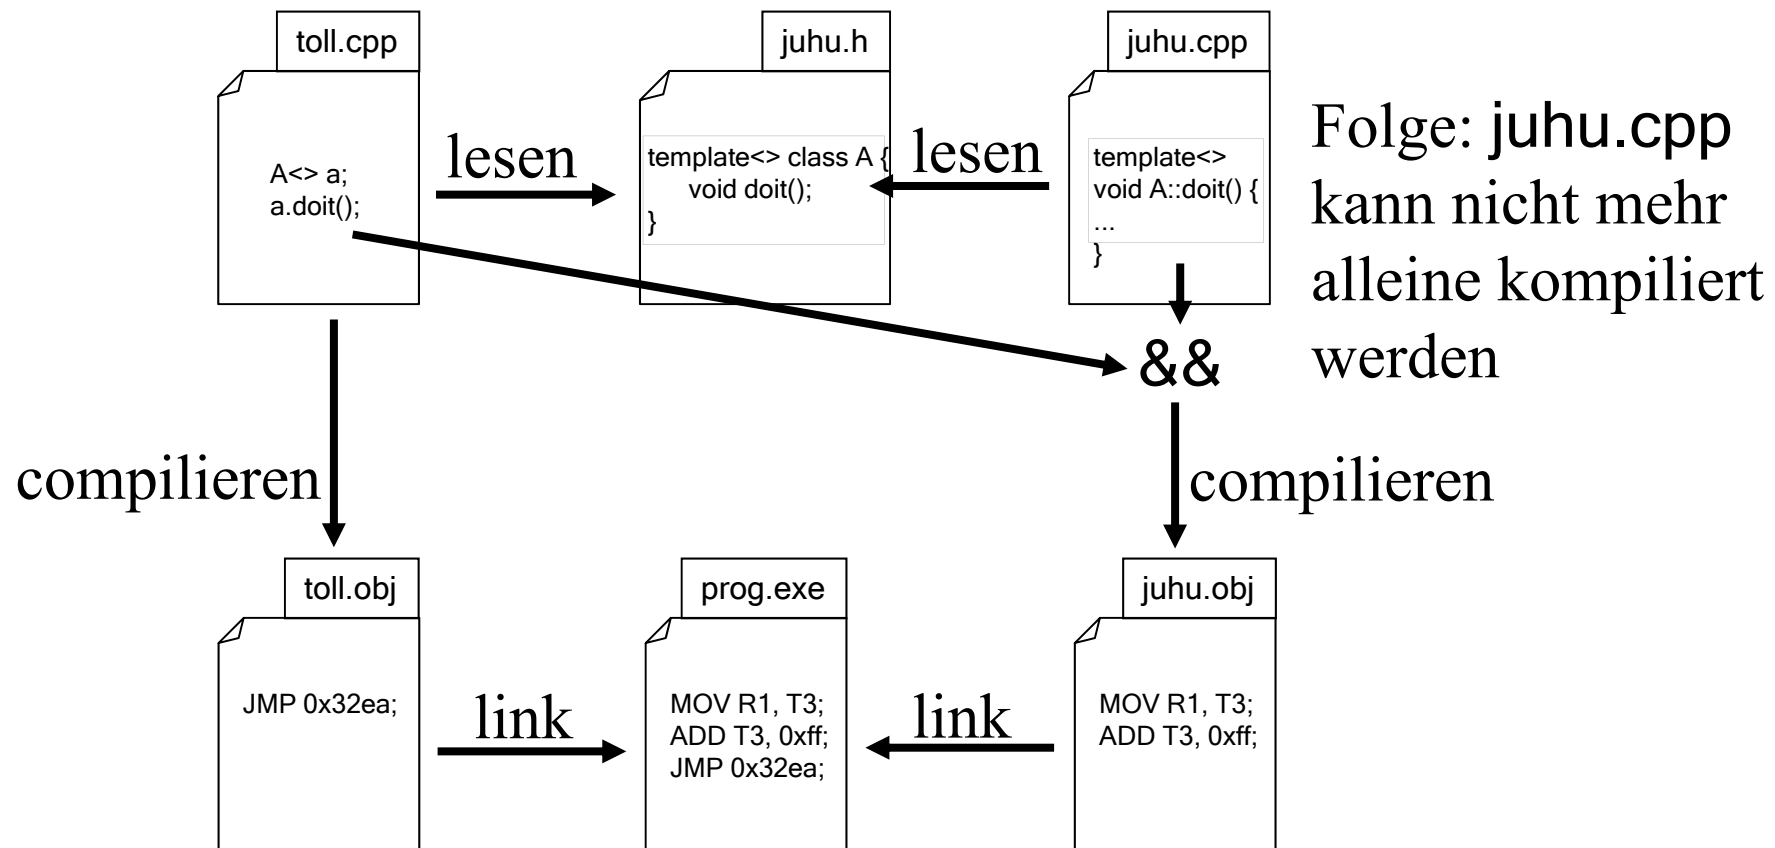 toll.cpp
A<> a;
a.doit();
lesen
juhu.h
template<> class A {
void doit();
}
lesen
juhu.cpp
template<>
void A::doit() {
...
}
Folge: juhu.cpp
kann nicht mehr
alleine kompiliert
werden
&&
compilieren
compilieren
toll.obj
JMP 0x32ea;
link
prog.exe
MOV R1, T3;
ADD T3, 0xff;
JMP 0x32ea;
link
juhu.obj
MOV R1, T3;
ADD T3, 0xff;